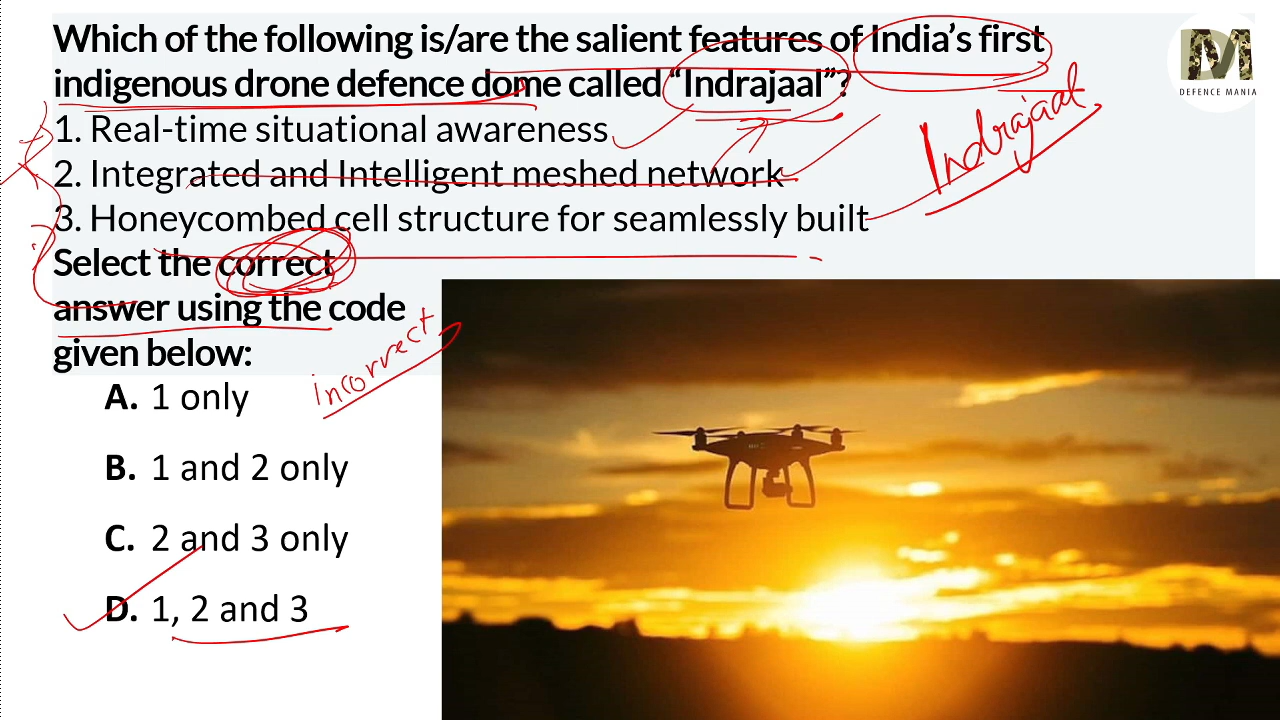 Which of the following is/are the salient features of India's first
indigenous drone defence dome called “Indrajaal”?
1. Real-time situational awareness
2. Integrated and Intelligent meshed network
3. Honeycombed cell structure for seamlessly built
Select the correct
answer using the code
given below:
A. 1 only
B. 1 and 2 only
C. 2 and 3 only
D. 1, 2 and 3
Indrajaal
incorrect
DM
DEFENCE MANIA